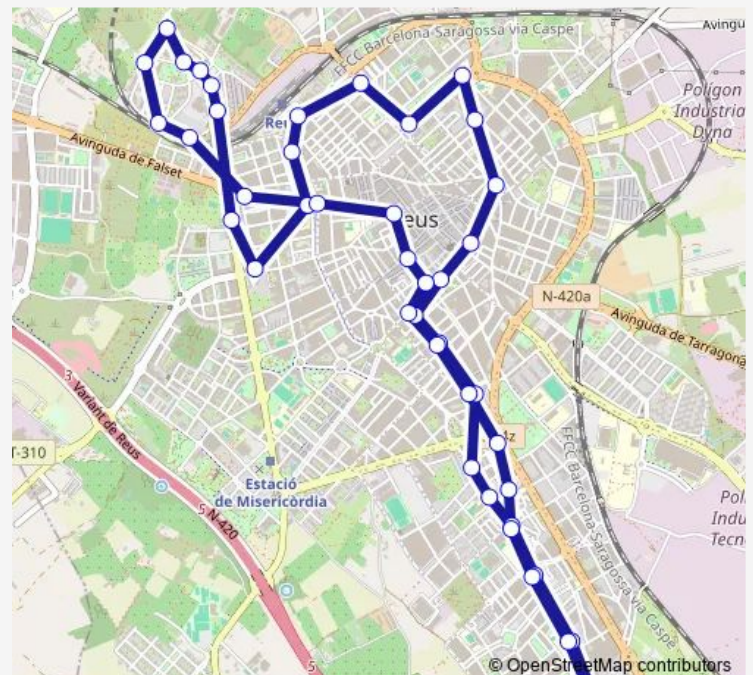 Avingu
FFCC Barcelona-Saragossa via Caspe
Polígon
Industria
Dyna
Re
Avinguda de Falset
eus
N-420a
Avinguda de Tarragona
3
Variant de Reus
T-310
4z
Estació
de Misericòrdia
5 N-420
FFCC Barcelona-Saragossa via Caspe
Pol
Indu
Tecn
5
© OpenStreetMap contributors